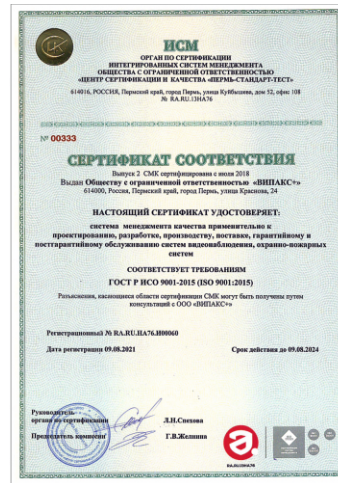 ИСМ
ОРГАН ПО СЕРТИФИКАЦИИ
ИНТЕГРИРОВАННЫХ СИСТЕМ МЕНЕДЖМЕНТА
ОБЩЕСТВА С ОГРАНИЧЕННОЙ ОТВЕТСТВЕННОСТЬЮ
«ЦЕНТР СЕРТИФИКАЦИИ И КАЧЕСТВА «ПЕРМЬ-СТАНДАРТ-ТЕСТ»
614016, РОССИЯ, Пермский край, город Пермь, улица Куйбышева, дом 52, офис 108
№ RA.RU.13НА76
№ 00333
СЕРТИФИКАТ СООТВЕТСТВИЯ
Выпуск 2 СМК сертифицирована с июля 2018
Выдан Обществу с ограниченной ответственностью «ВИПАКС+»
614000, Россия, Пермский край, город Пермь, улица Краснова, 24
НАСТОЯЩИЙ СЕРТИФИКАТ УДОСТОВЕРЯЕТ:
система менеджмента качества применительно к
проектированию, разработке, производству, поставке, гарантийному и
постгарантийному обслуживанию систем видеонаблюдения, охранно-пожарных
систем
СООТВЕТСТВУЕТ ТРЕБОВАНИЯМ
ГОСТ Р ИСО 9001-2015 (ISO 9001:2015)
Разъяснения, касающиеся области сертификации СМК могут быть получены путем
консультаций с ООО «ВИПАКС+»
Регистрационный № RA.RU.НА76.И00060
Дата регистрации 09.08.2021 Срок действия до 09.08.2024
Руководитель
органа по сертификации Л.Н.Спехова
Председатель комиссии Г.В.Желнина
RA.RU.13НА76